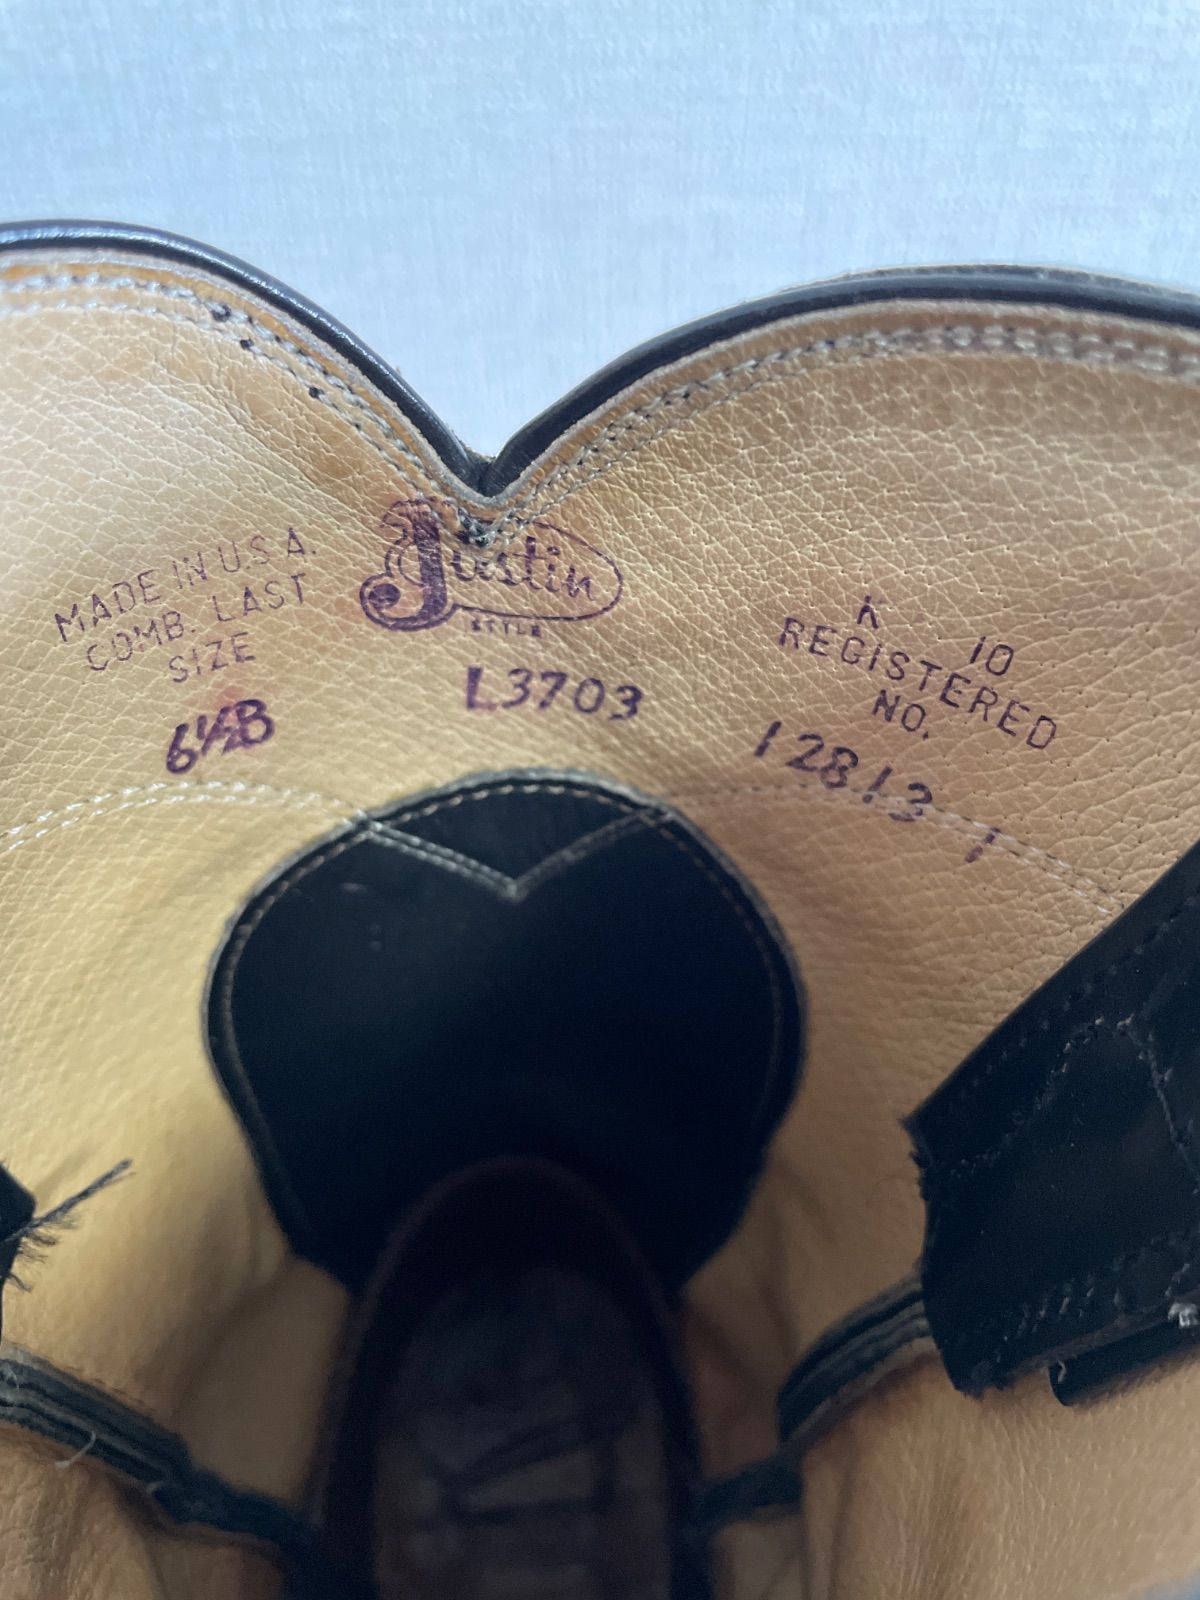 MADE IN U.S.A.
COMB. LAST
SIZE
6½B
Justin
STYLE
L3703
K 10
REGISTERED
NO.
12813 1